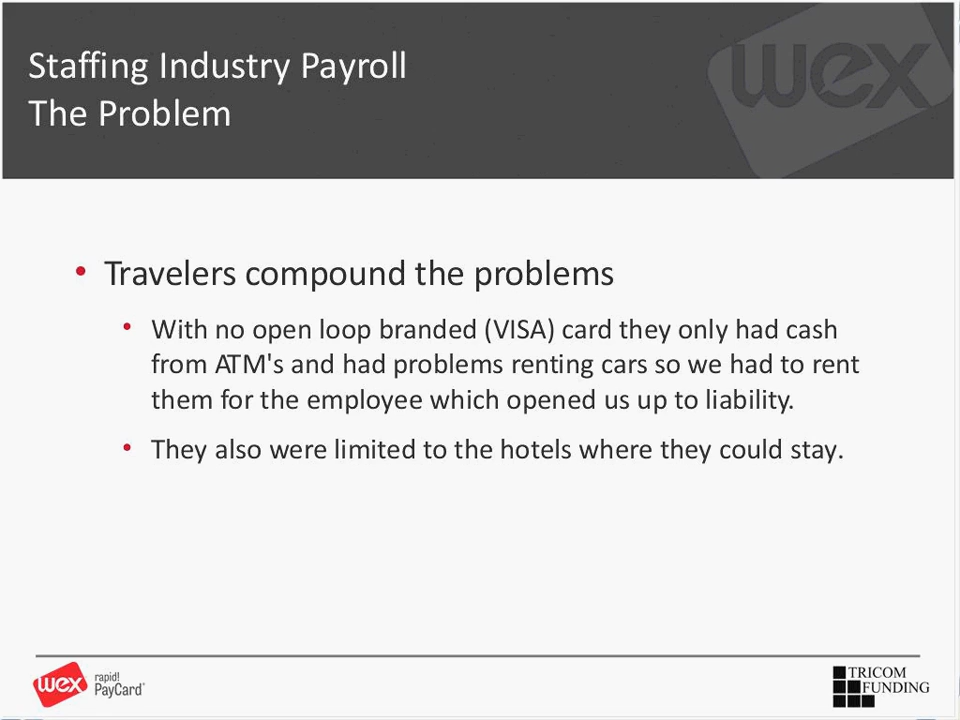 Staffing Industry Payroll
The Problem
wex
• Travelers compound the problems
• With no open loop branded (VISA) card they only had cash
from ATM's and had problems renting cars so we had to rent
them for the employee which opened us up to liability.
• They also were limited to the hotels where they could stay.
wex rapid!
PayCard®
TRICOM
FUNDING